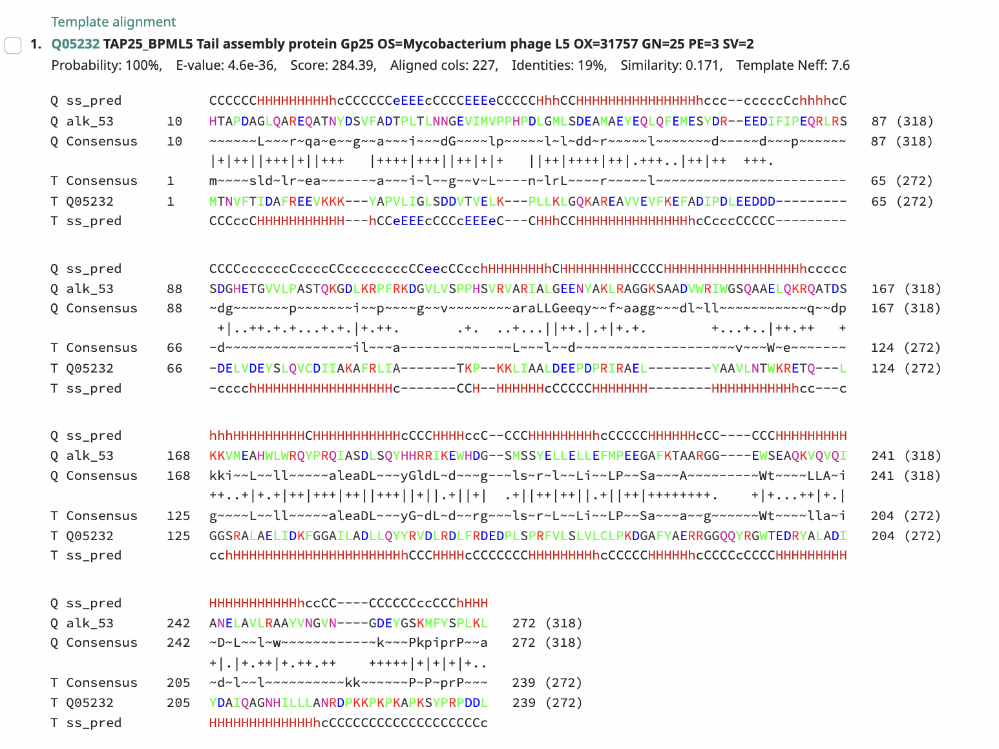 Template alignment
1. Q05232 TAP25_BPML5 Tail assembly protein Gp25 OS=Mycobacterium phage L5 OX=31757 GN=25 PE=3 SV=2
Probability: 100%, E-value: 4.6e-36, Score: 284.39, Aligned cols: 227, Identities: 19%, Similarity: 0.171, Template Neff: 7.6
Q ss_pred CCCCCCHHHHHHHHHhcCCCCCCeEEEcCCCCEEEeCCCCCHhhCCHHHHHHHHHHHHHHHhccc--cccccCchhhhcC
Q alk_53 10 HTAPDAGLQAREQATNYDSVFADTPLTLNNGEVIMVPPHPDLGMLSDEAMAEYEQLQFEMESYDR--EEDIFIPEQRLRS 87 (318)
Q Consensus 10 ~~~~~~L~~~r~qa~e~~g~~a~~~i~~~dG~~~~lp~~~~~l~l~dd~r~~~~~l~~~~~~~~d~----~d~~~p~~~~~~ 87 (318)
|+|++||+++|+||+++ |++++|+++||++|+|+ ||++|++++|++|.+++..|++|++ +++.
T Consensus 1 m~~~~sld~lr~ea~~~~---~a~~~i~l~~g~~v~L----n~lrL~~~~r~~~~~l~~~~~~~~~~~~~~--------- 65 (272)
T Q05232 1 MTNVFTIDAFREEVKKK---YAPVLIGLSDDVTVELK---PLLKLGQKAREAVVEVFKEFADIPDLEEDDD--------- 65 (272)
T ss_pred CCCccCHHHHHHHHHHH---hCCeEEEcCCCcEEEeC---CHHhCCHHHHHHHHHHHHHHhcCcccCCCCC---------
Q ss_pred CCCCccccccCccccCCccccccccCCeecCCcchHHHHHHHhCHHHHHHHHHCCCCHHHHHHHHHHHHHHHHHhccccc
Q alk_53 88 SDGHETGVVLPASTQKGDLKRPFRKDGVLVSPPHSVRVARIALGEENYAKLRAGGKSAADVWRIWGSQAAELQKRQATDS 167 (318)
Q Consensus 88 ~dg~~~~~~~p~~~~~~~i~~p~~~~g~~v~~~~~~~~araLLGeeqy~~f~aagg~~~dl~ll~~~~~~~~~~~~q~~dp 167 (318)
+|..++.+.+...+.+.|+.++. .+. ..+...||++.|.+|+.+. +...+..|++.++ +
T Consensus 66 -d~~~~~~~~~~~~~~~~il~~~a-------~~~--~~~L~~~l~~d~~~~~~~~--------~~~v~~~W~e~~~---~ 124 (272)
T Q05232 66 -DELVDEYSLQVCDIIAKAFRLIA-------TKP--KKLIAALDEEPDPRIRAEL--------YAAVLNTWKRETQ---L 124 (272)
T ss_pred -cccchHHHHHHHHHHHHHHHHHc-------CCH--HHHHHHcCCCCCHHHHHHH--------HHHHHHHHHHhcc---c
Q ss_pred hhhHHHHHHHHHCHHHHHHHHHHHHcCCCHHHHccC--CCCHHHHHHHHhcCCCCCHHHHHHcCC----CCCHHHHHHHHH
Q alk_53 168 KKVMEAHWLWRQYPRQIASDLSQYHHRRIKEWHDG--SMSSYELLELLEFMPEEGAFKTAARGG----EWSEAQKVQVQI 241 (318)
Q Consensus 168 kki~~L~~ll~~~~~aleaDL~~~yGldL~d~~~g---ls~r~l~~Li~~LP~~Sa~~~A~~~~~----~Wt~~~~LLA~i 241 (318)
++..+|+.+|++|+++|++||+++||+||.+||+| .+||++|++||.+||++|++++++++. +|+...++|+.|
T Consensus 125 g~~~~L~~ll~~~~~aleaDL~~~yG~dL~d~~rg~~~ls~r~L~~Li~~LP~~Sa~~~a~~g~~~~~~Wt~~~~lla~i 204 (272)
T Q05232 125 GGSRALAELIDKFGGAILADLLQYYRVDLRDLFRDEDPLSPRFVLSLVLCLPKDGAFYAERRGGQQYRGWTEDRYALADI 204 (272)
T ss_pred cchHHHHHHHHHHHHHHHHHHHHHhCCCHHHHcCCCCCCCHHHHHHHHhcCCCCCHHHHHhcCCCCcCCCCHHHHHHHHH
Q ss_pred HHHHHHHHHHHhccCC----CCCCCCccCCChHHH
Q alk_53 242 ANELAVLRAAYVNGVN----GDEYGSKMFYSPLKL 272 (318)
Q Consensus 242 ~D~L~~l~w~~~~~~~----~k~~~PkpiprP~~a 272 (318)
+|.|+.++|+.++.++ +++++|+|+|+|+..
T Consensus 205 ~d~l~~l~~~~~~~~~~kk~~~~~~P~P~prP~~~ 239 (272)
T Q05232 205 YDAIQAGNHILLLANRDPKKPKPKAPKSYPRPDDL 239 (272)
T ss_pred HHHHHHHHHHHHHhcCCCCCCCCCCCCCCCCCCCc